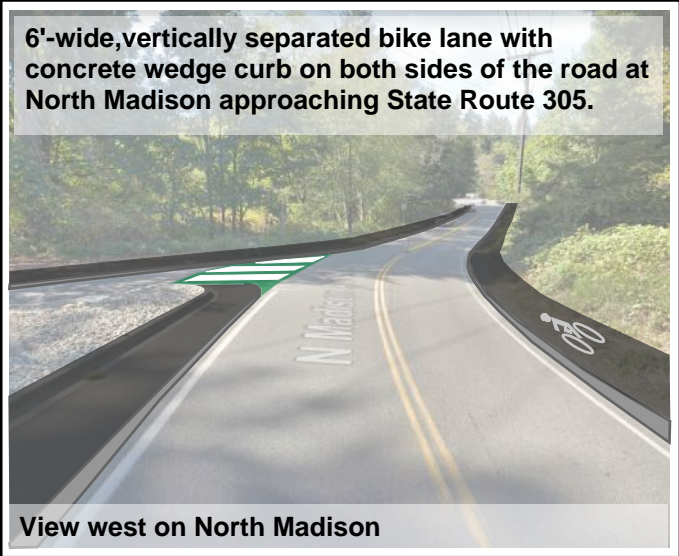 6'-wide,vertically separated bike lane with
concrete wedge curb on both sides of the road at
North Madison approaching State Route 305.
N Madison
View west on North Madison